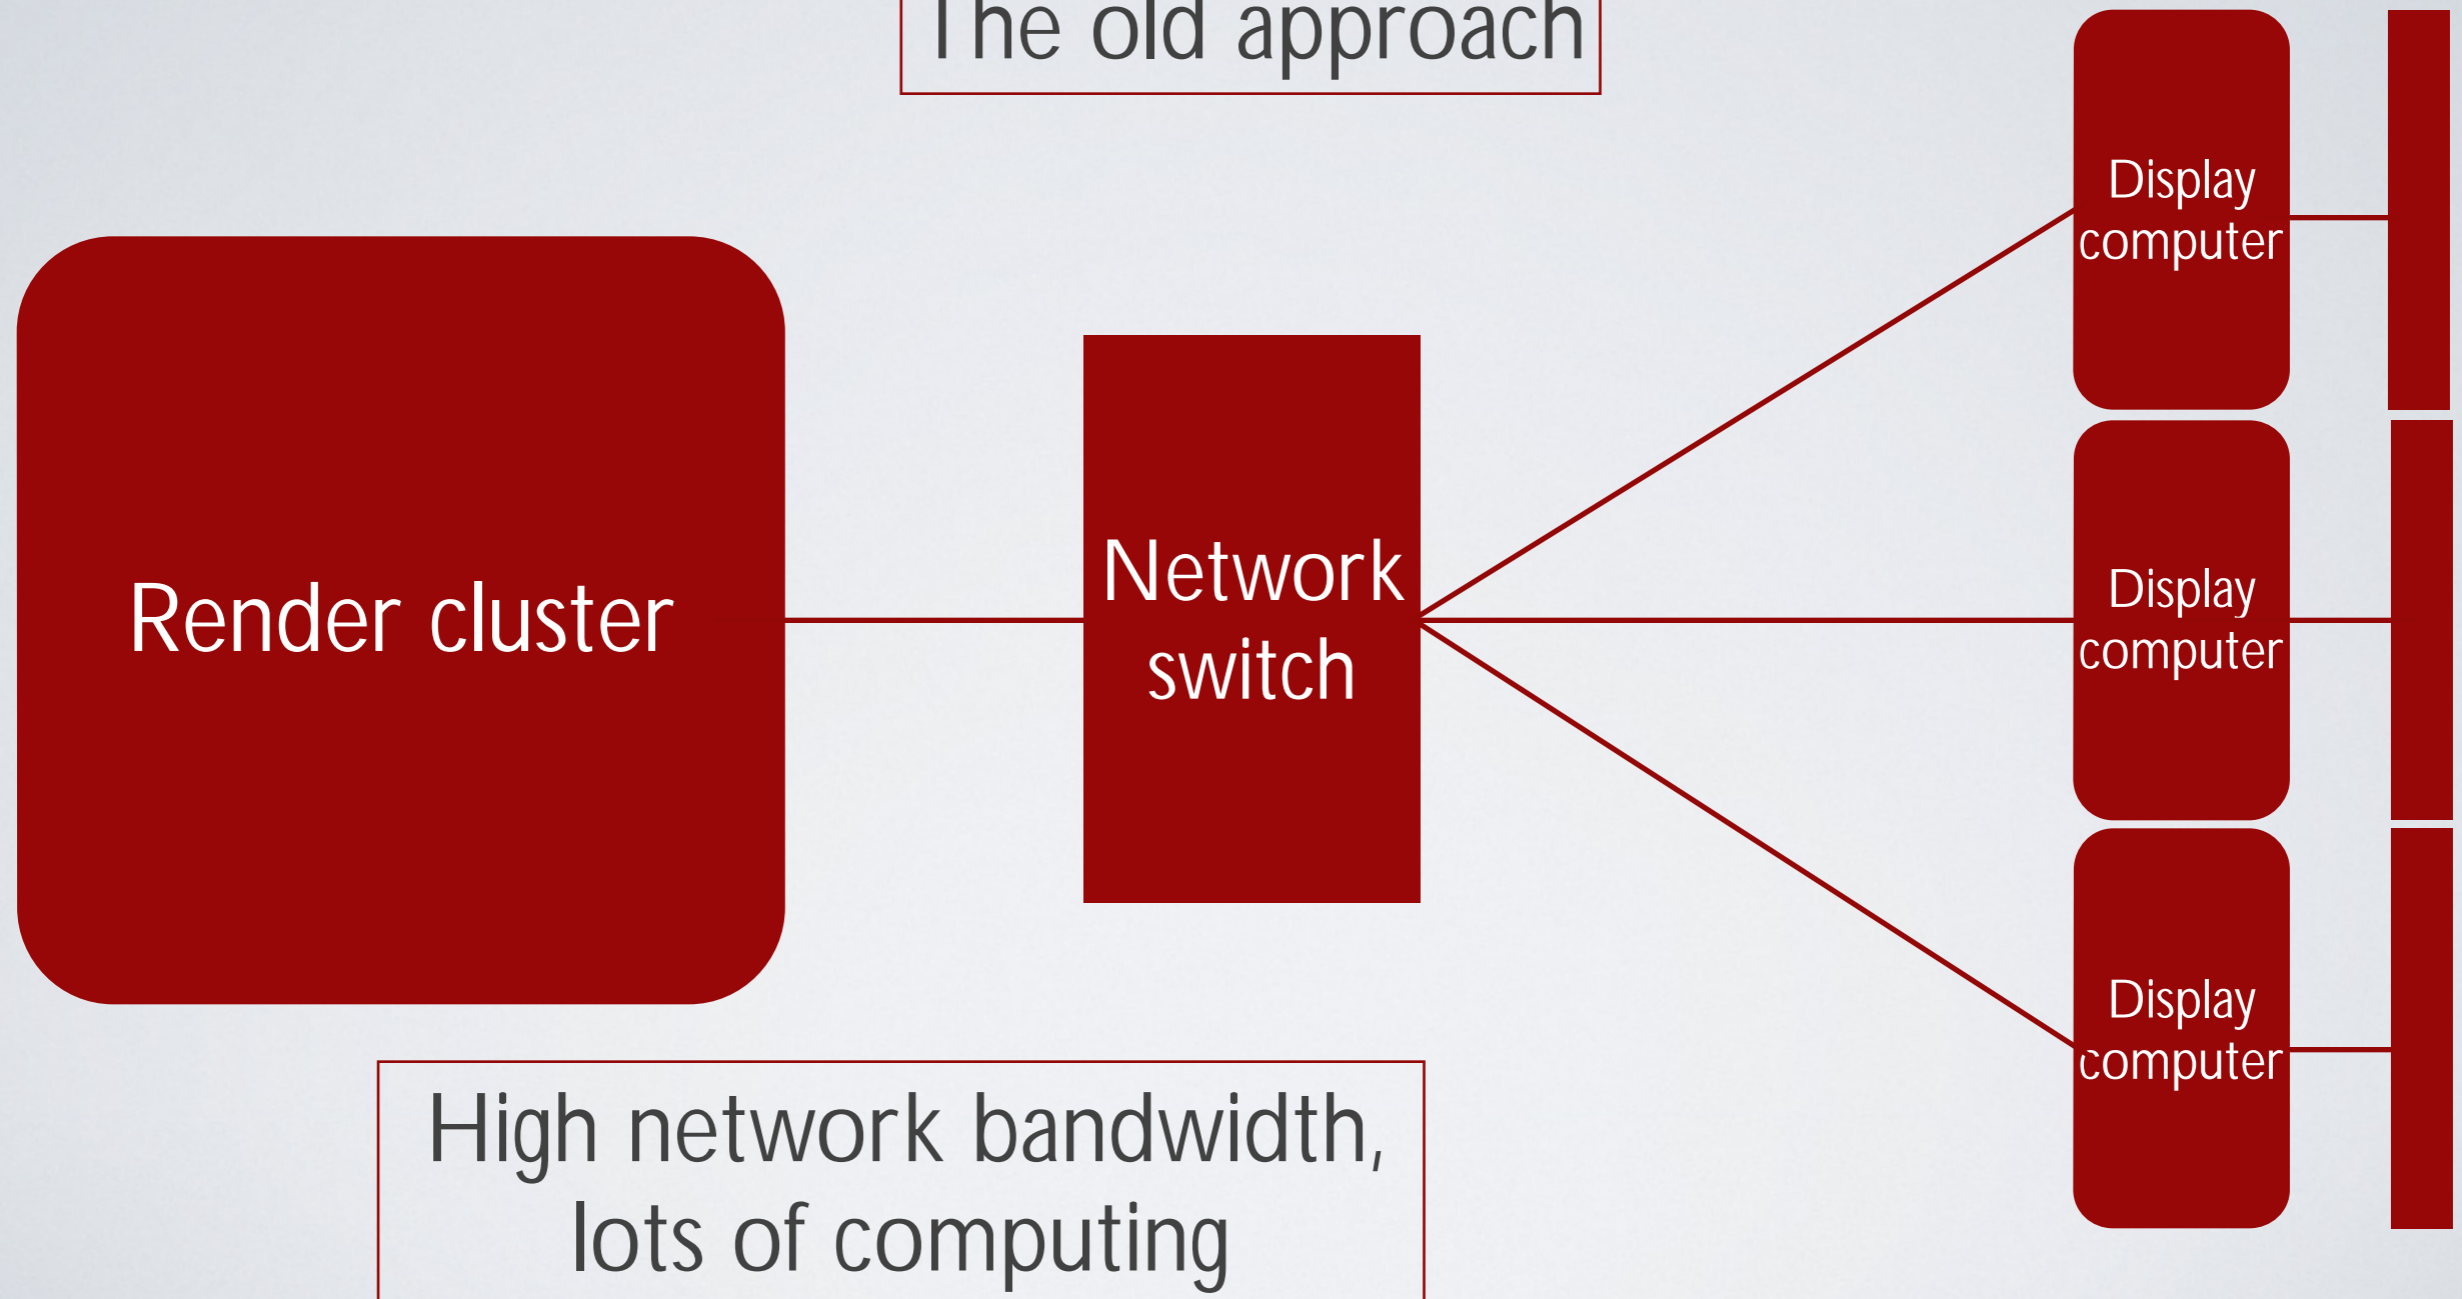 The old approach
Display
computer
Render cluster
Network
switch
Display
computer
Display
computer
High network bandwidth,
lots of computing